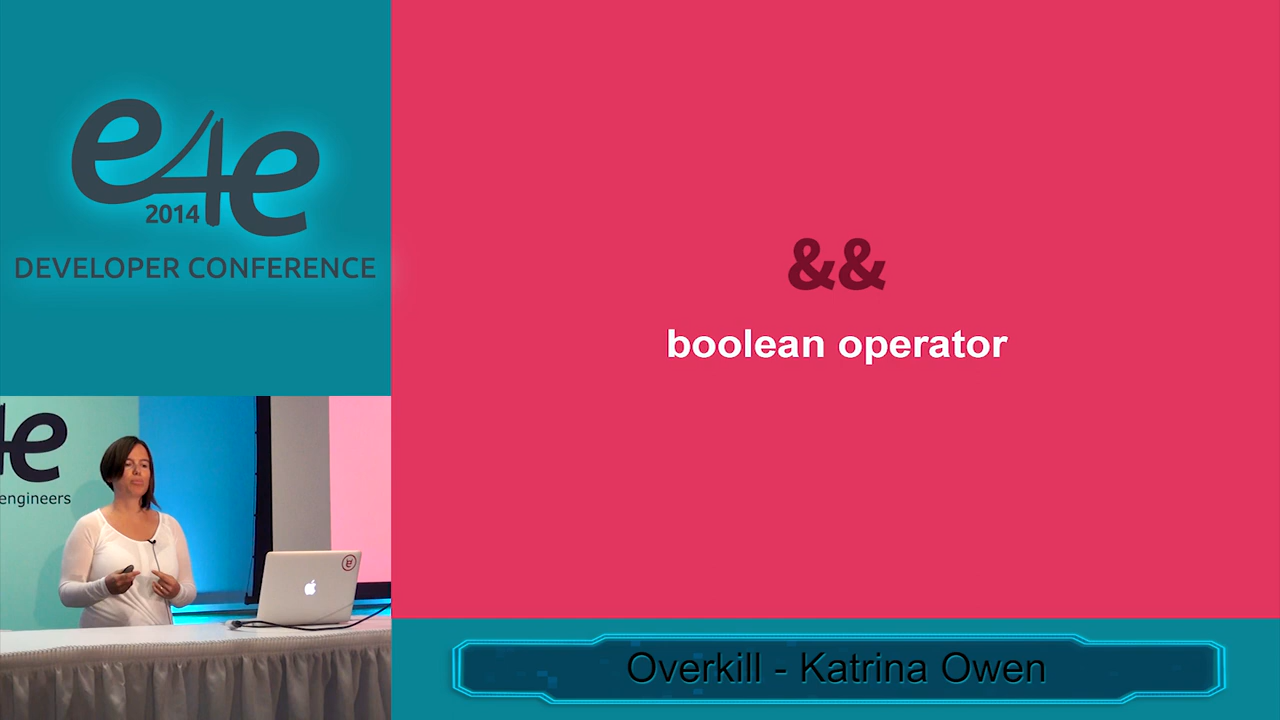 e4e
2014
DEVELOPER CONFERENCE
&&
boolean operator
4e
engineers
Overkill - Katrina Owen